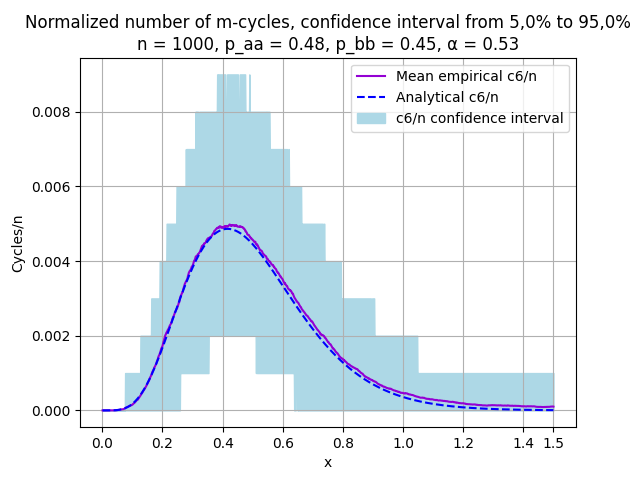 Normalized number of m-cycles, confidence interval from 5,0% to 95,0%
n = 1000, p_aa = 0.48, p_bb = 0.45, α = 0.53
Mean empirical c6/n
Analytical c6/n
c6/n confidence interval
Cycles/n
0.008
0.006
0.004
0.002
0.000
0.0 0.2 0.4 0.6 0.8 1.0 1.2 1.4 1.5
x